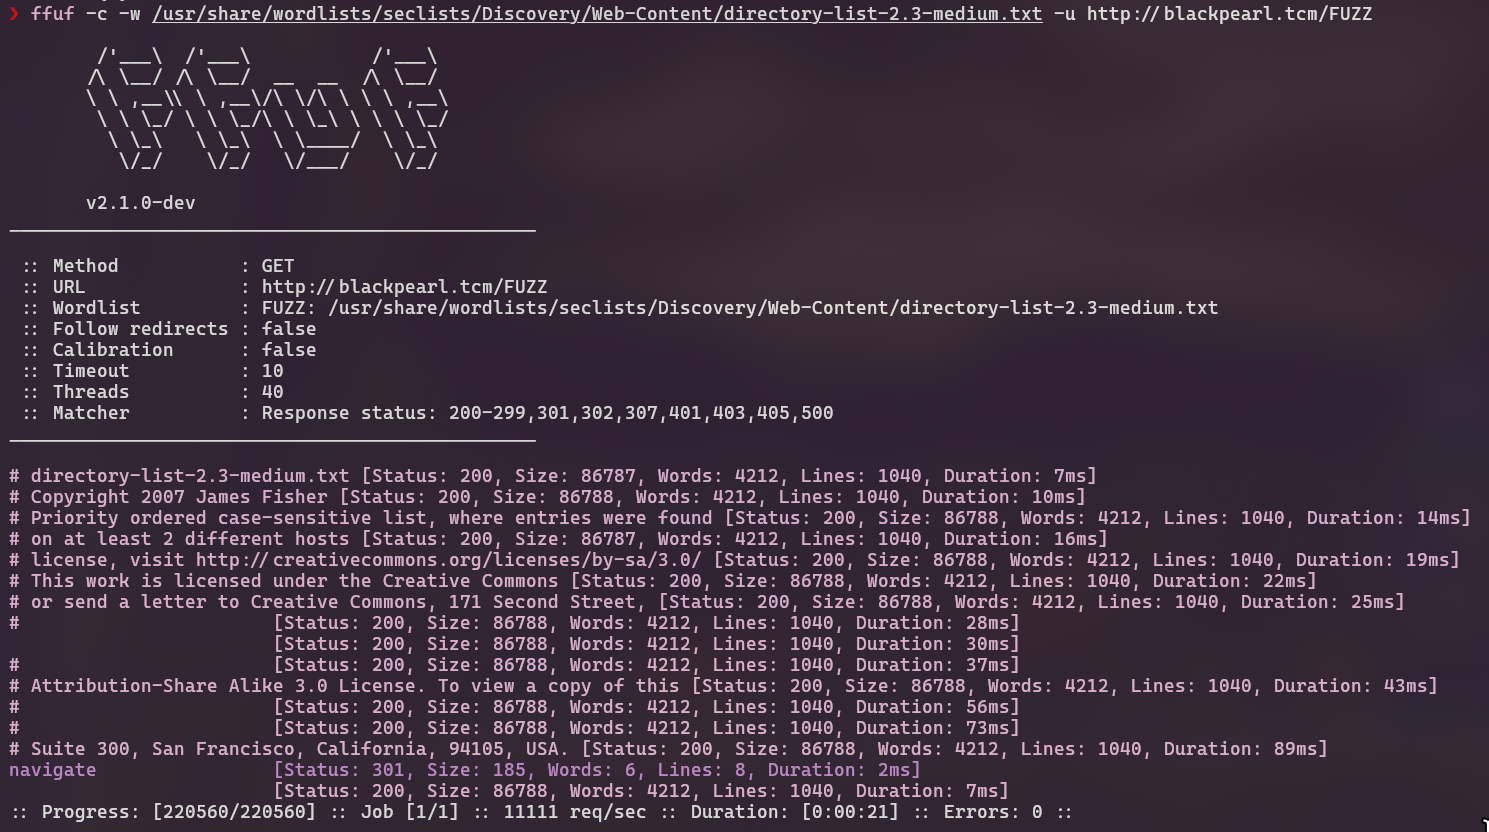 ❯ ffuf -c -w /usr/share/wordlists/seclists/Discovery/Web-Content/directory-list-2.3-medium.txt -u http://blackpearl.tcm/FUZZ
        /'___\  /'___\           /'___\
       /\ \__/ /\ \__/  __  __  /\ \__/
       \ \ ,__\\ \ ,__\/\ \/\ \ \ \ ,__\
        \ \ \_/ \ \ \_/\ \ \_\ \ \ \ \_/
         \ \_\   \ \_\  \ \____/  \ \_\
          \/_/    \/_/   \/___/    \/_/
v2.1.0-dev
________________________________________________
:: Method           : GET
:: URL              : http://blackpearl.tcm/FUZZ
:: Wordlist         : FUZZ: /usr/share/wordlists/seclists/Discovery/Web-Content/directory-list-2.3-medium.txt
:: Follow redirects : false
:: Calibration      : false
:: Timeout          : 10
:: Threads          : 40
:: Matcher          : Response status: 200-299,301,302,307,401,403,405,500
________________________________________________
# directory-list-2.3-medium.txt [Status: 200, Size: 86787, Words: 4212, Lines: 1040, Duration: 7ms]
# Copyright 2007 James Fisher [Status: 200, Size: 86788, Words: 4212, Lines: 1040, Duration: 10ms]
# Priority ordered case-sensitive list, where entries were found [Status: 200, Size: 86788, Words: 4212, Lines: 1040, Duration: 14ms]
# on at least 2 different hosts [Status: 200, Size: 86787, Words: 4212, Lines: 1040, Duration: 16ms]
# license, visit http://creativecommons.org/licenses/by-sa/3.0/ [Status: 200, Size: 86788, Words: 4212, Lines: 1040, Duration: 19ms]
# This work is licensed under the Creative Commons [Status: 200, Size: 86788, Words: 4212, Lines: 1040, Duration: 22ms]
# or send a letter to Creative Commons, 171 Second Street, [Status: 200, Size: 86788, Words: 4212, Lines: 1040, Duration: 25ms]
#                       [Status: 200, Size: 86788, Words: 4212, Lines: 1040, Duration: 28ms]
                        [Status: 200, Size: 86788, Words: 4212, Lines: 1040, Duration: 30ms]
#                       [Status: 200, Size: 86788, Words: 4212, Lines: 1040, Duration: 37ms]
# Attribution-Share Alike 3.0 License. To view a copy of this [Status: 200, Size: 86788, Words: 4212, Lines: 1040, Duration: 43ms]
#                       [Status: 200, Size: 86788, Words: 4212, Lines: 1040, Duration: 56ms]
#                       [Status: 200, Size: 86788, Words: 4212, Lines: 1040, Duration: 73ms]
# Suite 300, San Francisco, California, 94105, USA. [Status: 200, Size: 86788, Words: 4212, Lines: 1040, Duration: 89ms]
navigate                [Status: 301, Size: 185, Words: 6, Lines: 8, Duration: 2ms]
                        [Status: 200, Size: 86788, Words: 4212, Lines: 1040, Duration: 7ms]
:: Progress: [220560/220560] :: Job [1/1] :: 11111 req/sec :: Duration: [0:00:21] :: Errors: 0 ::